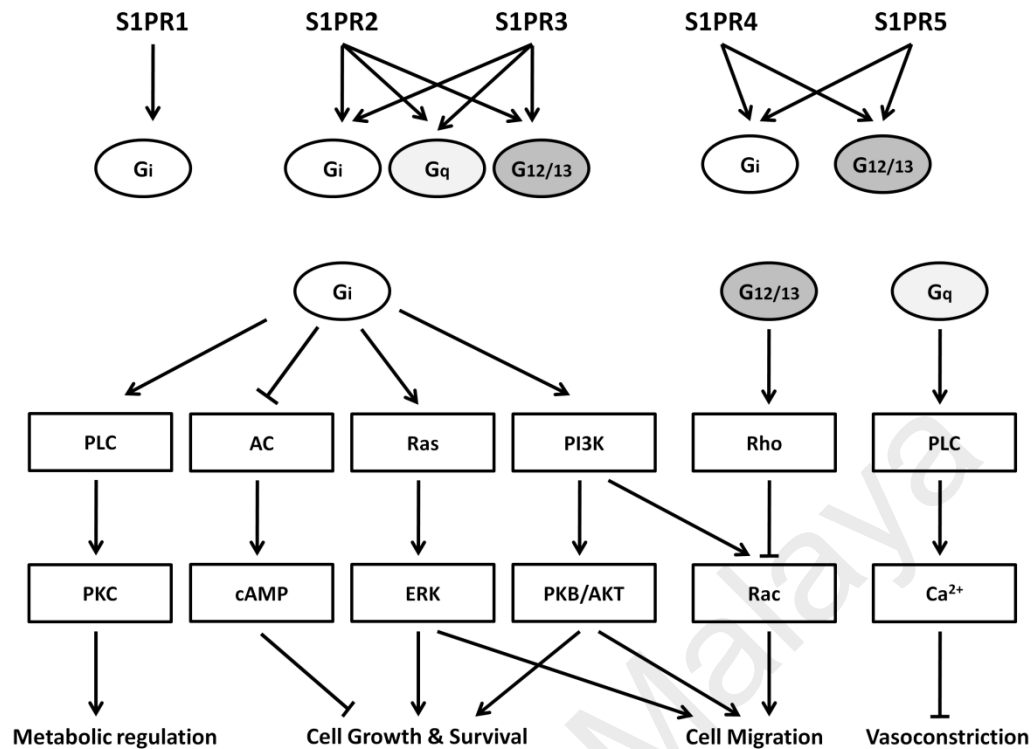 S1PR1 S1PR2 S1PR3 S1PR4 S1PR5
Gi Gi Gq G12/13 Gi G12/13
Gi G12/13 Gq
PLC AC Ras PI3K Rho PLC
PKC cAMP ERK PKB/AKT Rac Ca²⁺
Metabolic regulation Cell Growth & Survival Cell Migration Vasoconstriction
Malaya